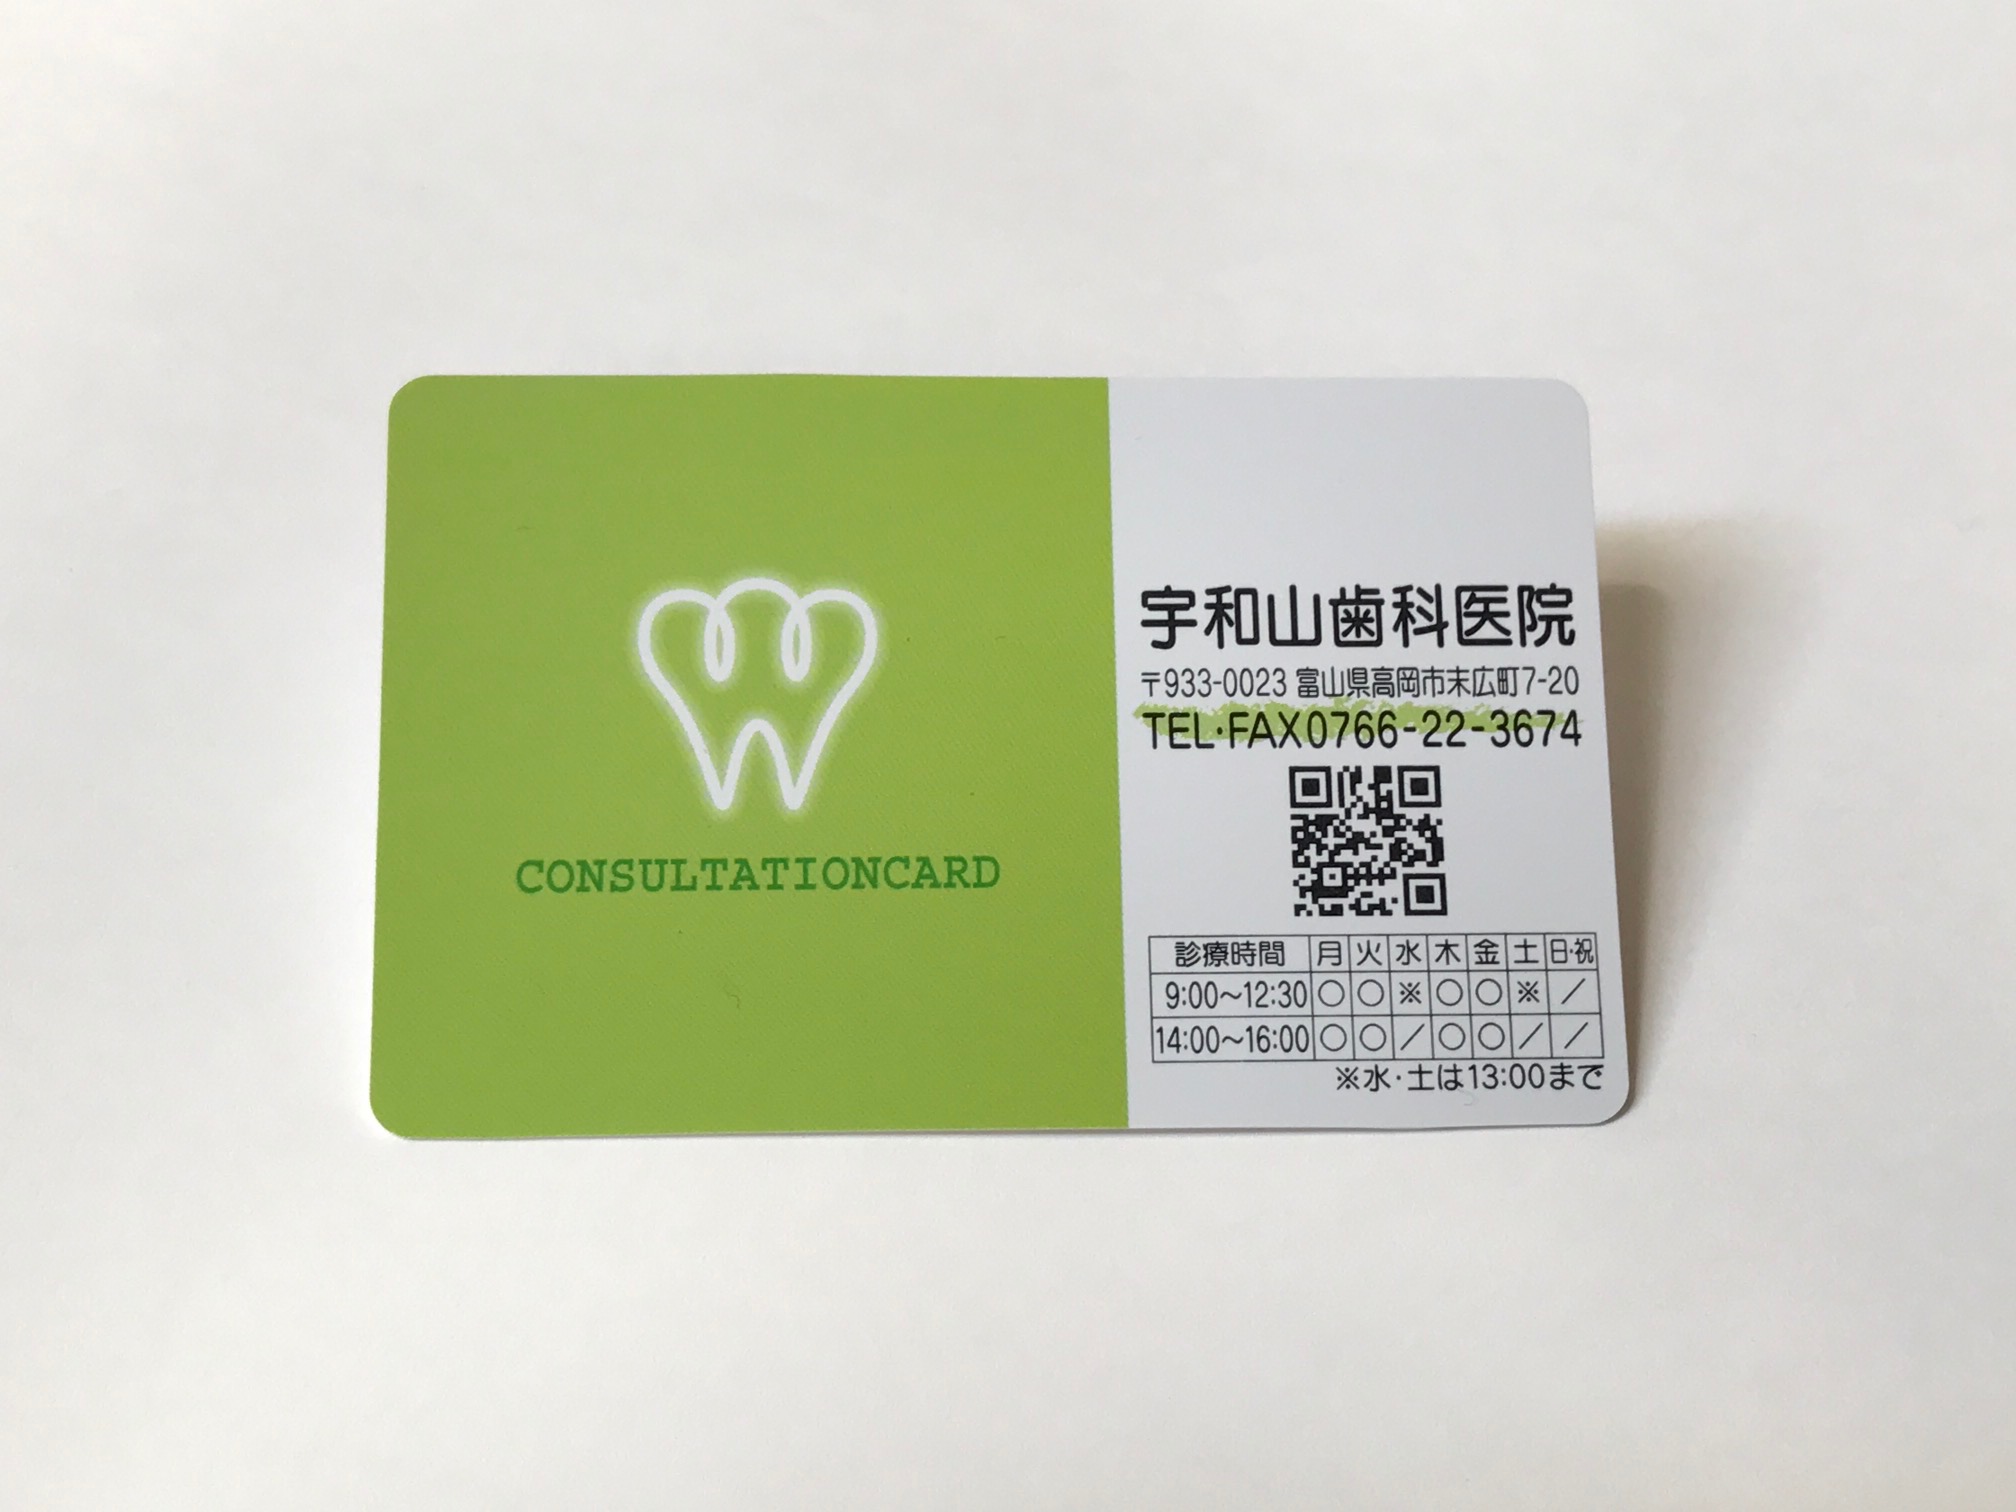 CONSULTATIONCARD
宇和山歯科医院
〒933-0023 富山県高岡市末広町7-20
TEL・FAX0766-22-3674
診療時間 月 火 水 木 金 土 日・祝
9:00〜12:30 ○ ○ ※ ○ ○ ※ ／
14:00〜16:00 ○ ○ ／ ○ ○ ／ ／
※水・土は13:00まで